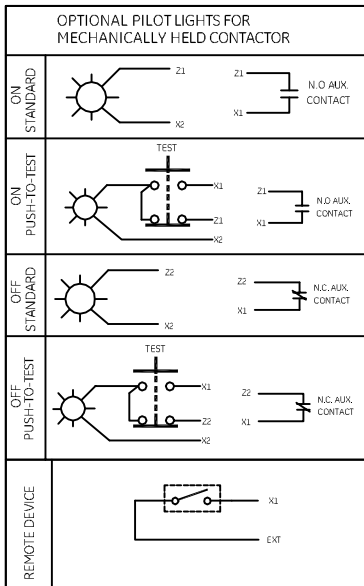 OPTIONAL PILOT LIGHTS FOR
MECHANICALLY HELD CONTACTOR
ON
STANDARD
Z1
X2
Z1
X1
N.O AUX.
CONTACT
ON
PUSH-TO-TEST
TEST
X1
Z1
X2
Z1
X1
N.O AUX.
CONTACT
OFF
STANDARD
Z2
X2
Z2
X1
N.C. AUX.
CONTACT
OFF
PUSH-TO-TEST
TEST
X1
Z2
X2
Z2
X1
N.C. AUX.
CONTACT
REMOTE DEVICE
X1
EXT